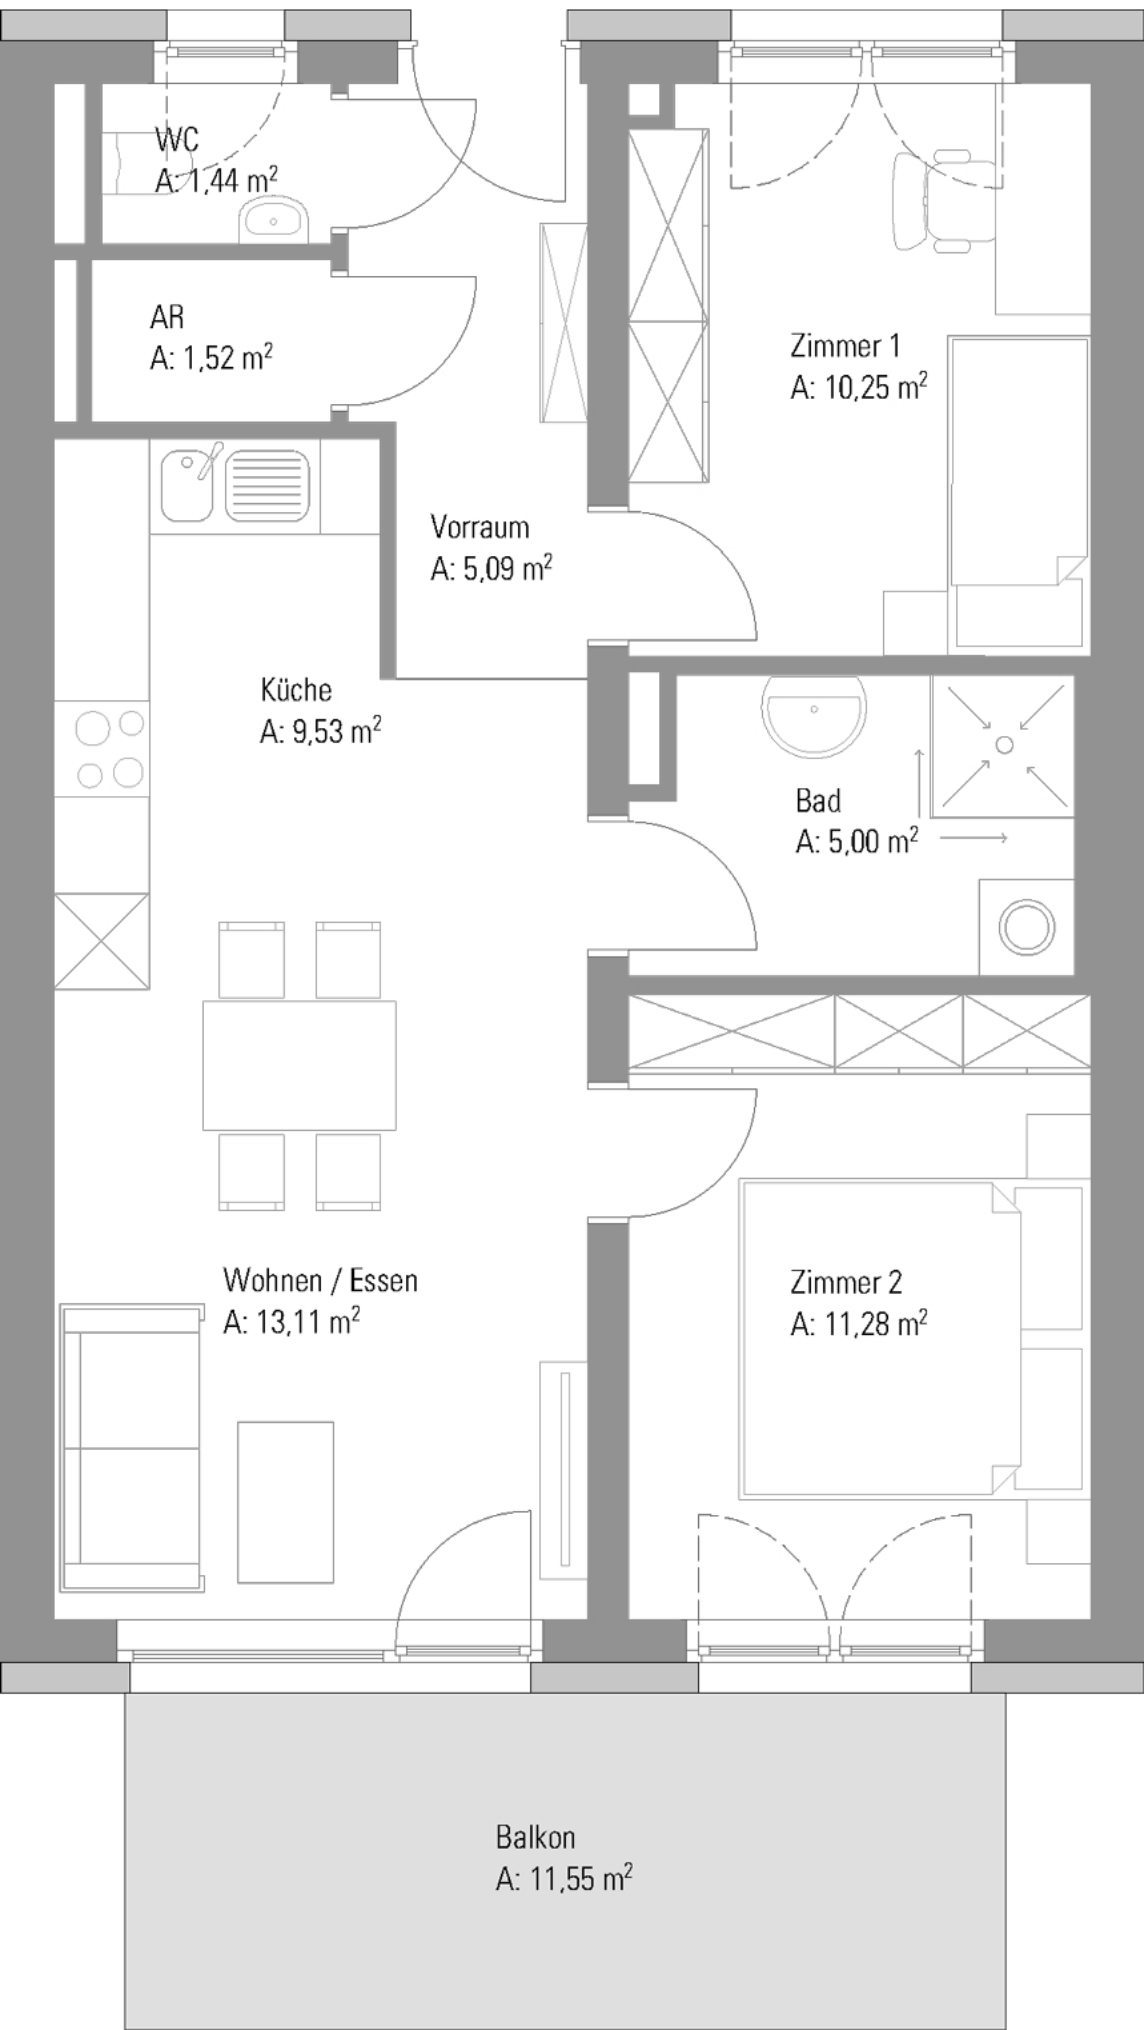 WC
A: 1,44 m²
AR
A: 1,52 m²
Zimmer 1
A: 10,25 m²
Vorraum
A: 5,09 m²
Küche
A: 9,53 m²
Bad
A: 5,00 m²
Wohnen / Essen
A: 13,11 m²
Zimmer 2
A: 11,28 m²
Balkon
A: 11,55 m²